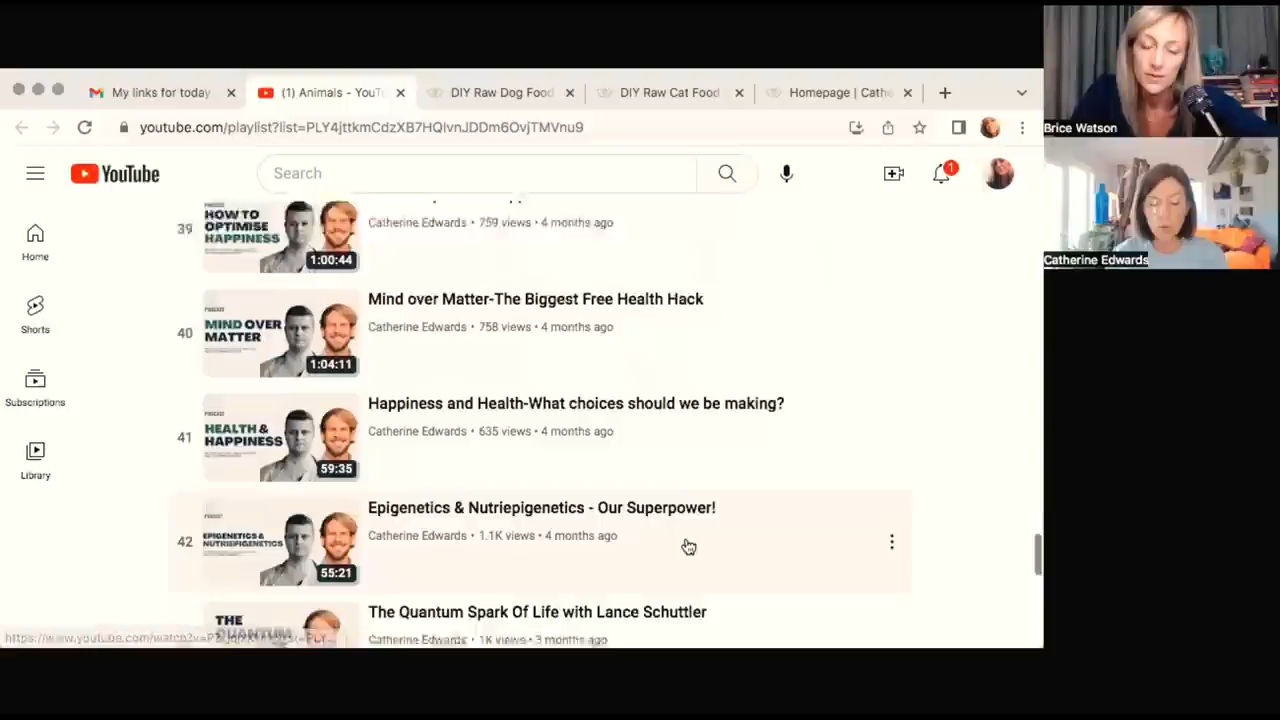 My links for today
(1) Animals - YouT
DIY Raw Dog Food
DIY Raw Cat Food
Homepage | Cathe
youtube.com/playlist?list=PLY4jttkmCdzXB7HQIvnJDDm6OvjTMVnu9
YouTube
Search
1
Home
Shorts
Subscriptions
Library
39
HOW TO
OPTIMISE
HAPPINESS
1:00:44
Catherine Edwards • 759 views • 4 months ago
40
PODCAST
MIND OVER
MATTER
1:04:11
Mind over Matter-The Biggest Free Health Hack
Catherine Edwards • 758 views • 4 months ago
41
PODCAST
HEALTH &
HAPPINESS
59:35
Happiness and Health-What choices should we be making?
Catherine Edwards • 635 views • 4 months ago
42
PODCAST
EPIGENETICS &
NUTRIEPIGENETICS
55:21
Epigenetics & Nutriepigenetics - Our Superpower!
Catherine Edwards • 1.1K views • 4 months ago
THE
QUANTUM
The Quantum Spark Of Life with Lance Schuttler
Catherine Edwards • 1K views • 3 months ago
Brice Watson
Catherine Edwards